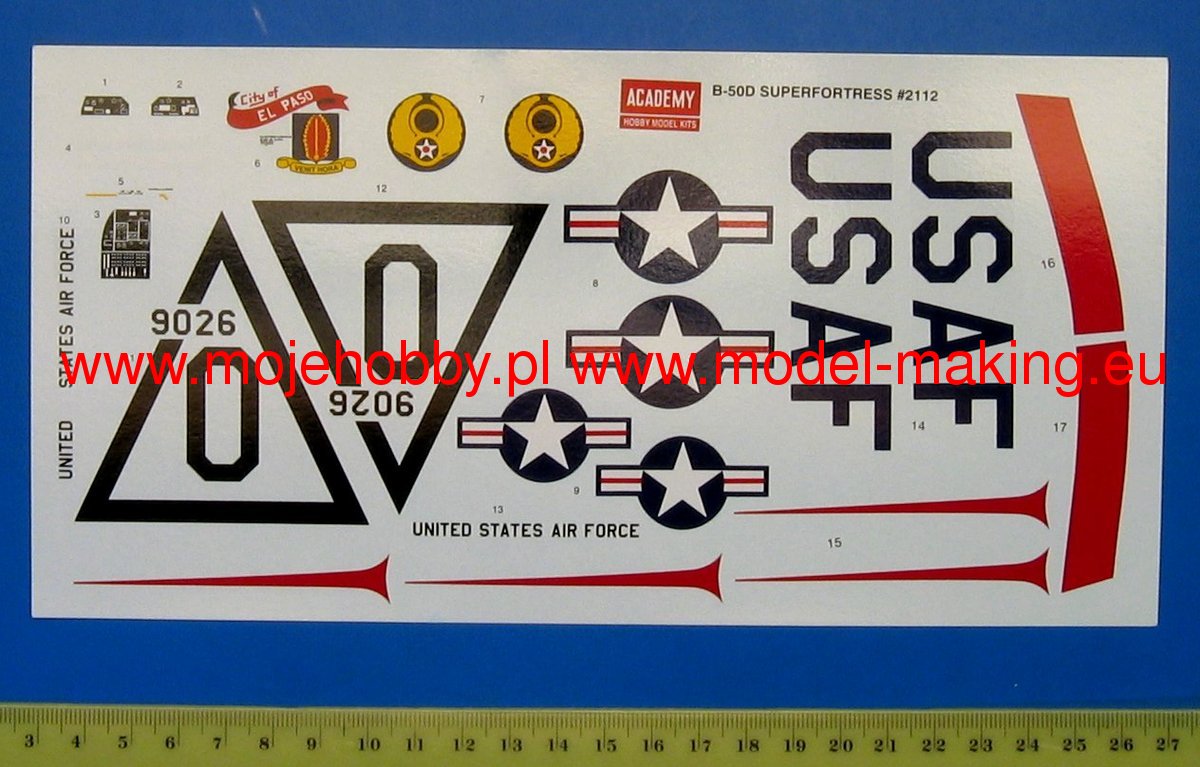 1
2
City of
EL PASO
7
ACADEMY
HOBBY MODEL KITS
B-50D SUPERFORTRESS #2112
4
6
VENIT HORA
5
12
10
3
UNITED STATES AIR FORCE
9026
O
O
9026
8
USAF
USAF
16
www.mojehobby.pl www.model-making.eu
14
17
9
13
UNITED STATES AIR FORCE
15
3 4 5 6 7 8 9 10 11 12 13 14 15 16 17 18 19 20 21 22 23 24 25 26 27